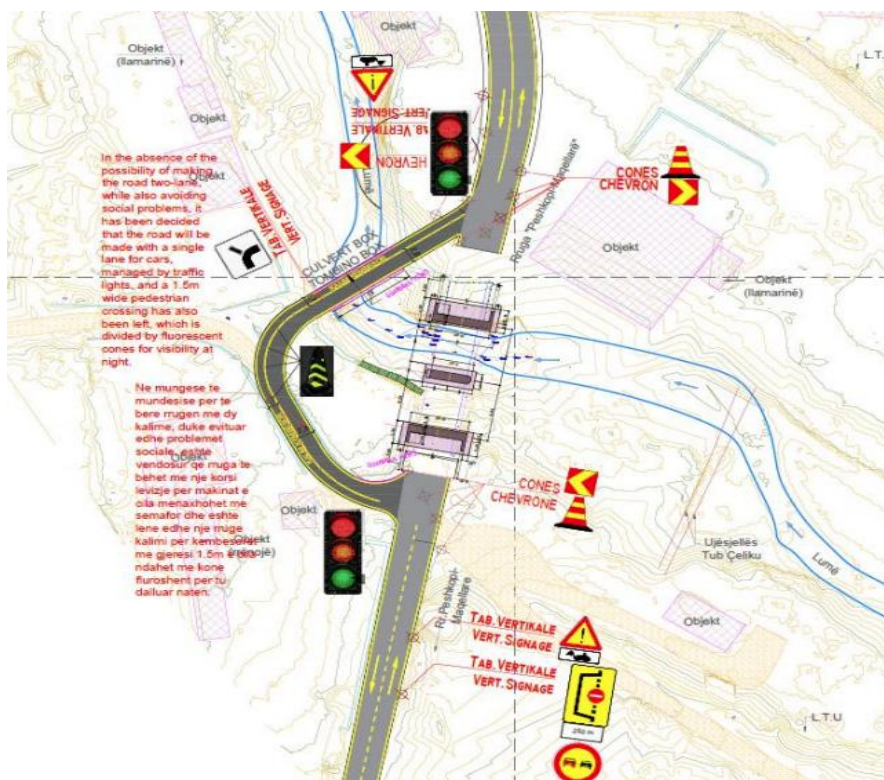 Objekt
(llamarinë)
Objekt
L.T.
VERT. SIGNAGE
TAB. VERTIKALE
CHEVRON
CONES
CHEVRON
Objekt
Objekt
In the absence of the
possibility of making
the road two-lane,
while also avoiding
social problems, it
has been decided
that the road will be
made with a single
lane for cars,
managed by traffic
lights, and a 1.5m
wide pedestrian
crossing has also
been left, which is
divided by fluorescent
cones for visibility at
night.
TAB VERTIKALE
VERT. SIGNAGE
CULVERT BOX
TOMBINO BOX
Rruga "Peshkopi-Maqellarë"
Objekt
Objekt
(llamarinë)
Ne mungese te
mundesise per te
bere rrugen me dy
kalime, duke evituar
edhe problemet
sociale, eshte
vendosur qe rruga te
behet me nje korsi
levizje per makinat e
cila menaxhohet me
semafor dhe eshte
lene edhe nje rruge
kalimi per kembesoret
me gjeresi 1.5m e cila
ndahet me kone
fluroshent per tu
dalluar naten.
Objekt
CONES
CHEVRONE
Ujësjellës
Tub Çeliku
Lumë
Rr.Peshkopi-
Maqellare
TAB. VERTIKALE
VERT. SIGNAGE
Objekt
TAB. VERTIKALE
VERT. SIGNAGE
L.T.U